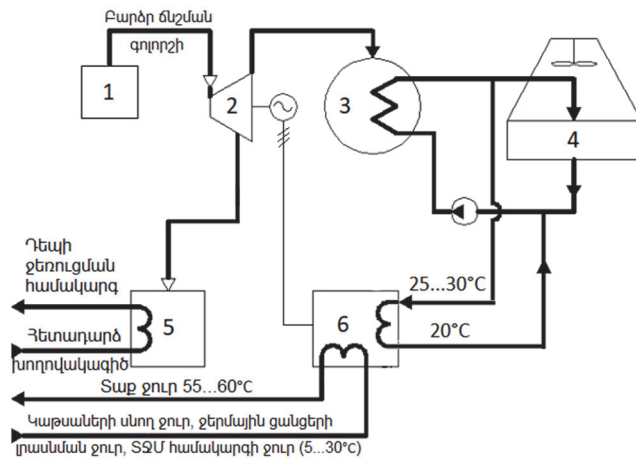 Բարձր ճնշման
գոլորշի
1
2
3
4
Դեպի
ջեռուցման
համակարգ
25...30°C
5
6
Հետադարձ
20°C
խողովակագիծ
Տաք ջուր 55...60°C
Կաթսաների սնող ջուր, ջերմային ցանցերի
լրասնման ջուր, ՏՋՄ համակարգի ջուր (5...30°C)